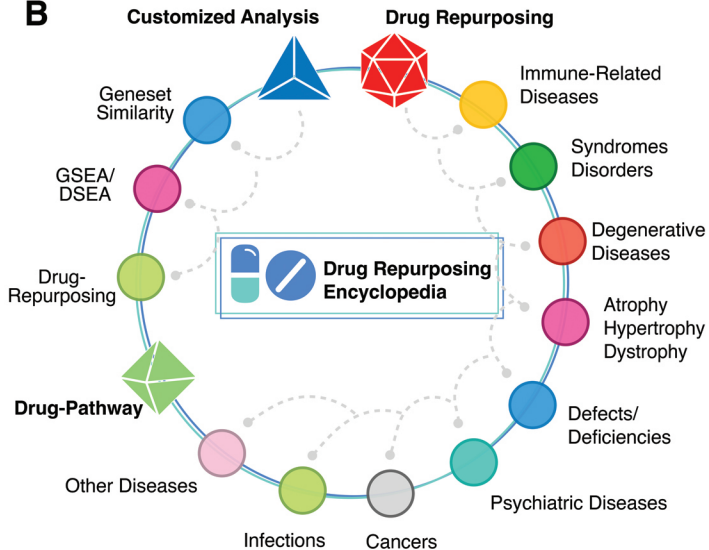 B
Customized Analysis
Drug Repurposing
Immune-Related
Diseases
Syndromes
Disorders
Degenerative
Diseases
Atrophy
Hypertrophy
Dystrophy
Defects/
Deficiencies
Psychiatric Diseases
Cancers
Infections
Other Diseases
Drug-Pathway
Drug-
Repurposing
GSEA/
DSEA
Geneset
Similarity
Drug Repurposing
Encyclopedia